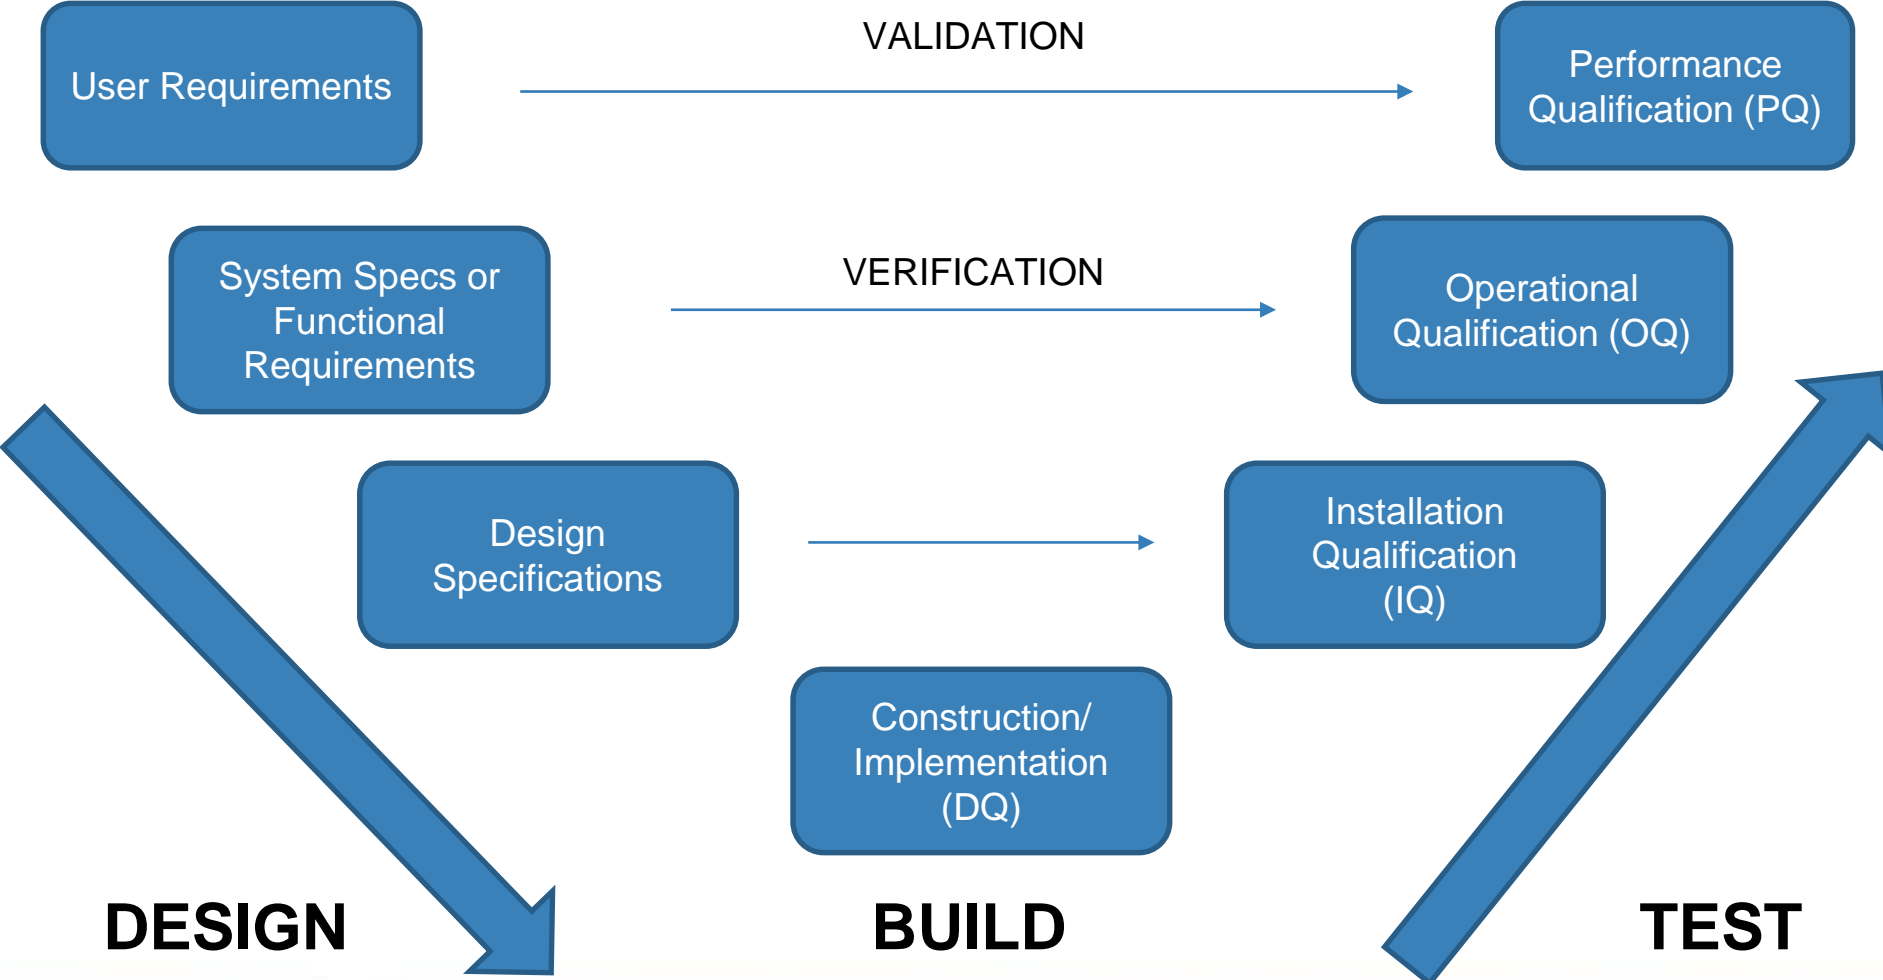 VALIDATION
User Requirements
Performance
Qualification (PQ)
System Specs or
Functional
Requirements
VERIFICATION
Operational
Qualification (OQ)
Design
Specifications
Installation
Qualification
(IQ)
Construction/
Implementation
(DQ)
DESIGN
BUILD
TEST